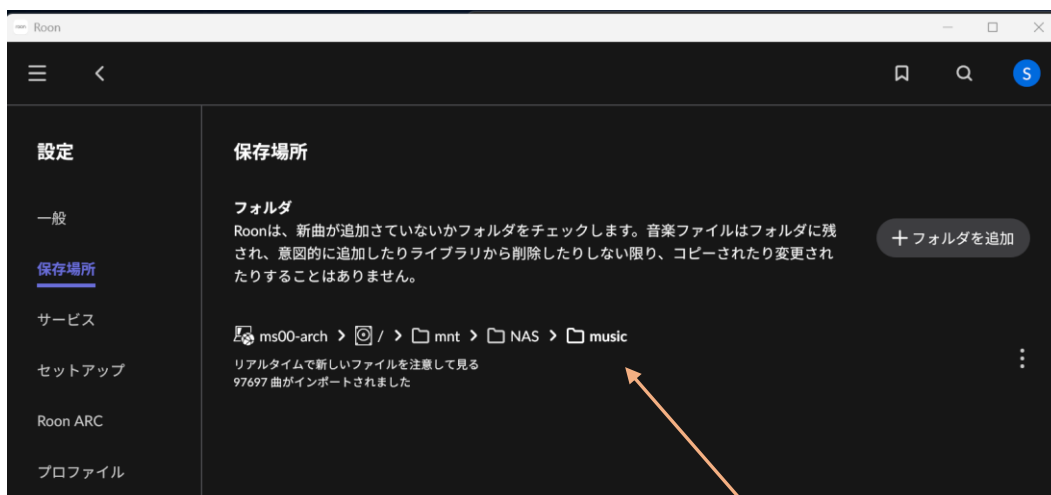 Roon
S
設定
一般
保存場所
サービス
セットアップ
Roon ARC
プロファイル
保存場所
フォルダ
Roonは、新曲が追加さていないかフォルダをチェックします。音楽ファイルはフォルダに残
され、意図的に追加したりライブラリから削除したりしない限り、コピーされたり変更され
たりすることはありません。
+フォルダを追加
ms00-arch > / > mnt > NAS > music
リアルタイムで新しいファイルを注意して見る
97697 曲がインポートされました